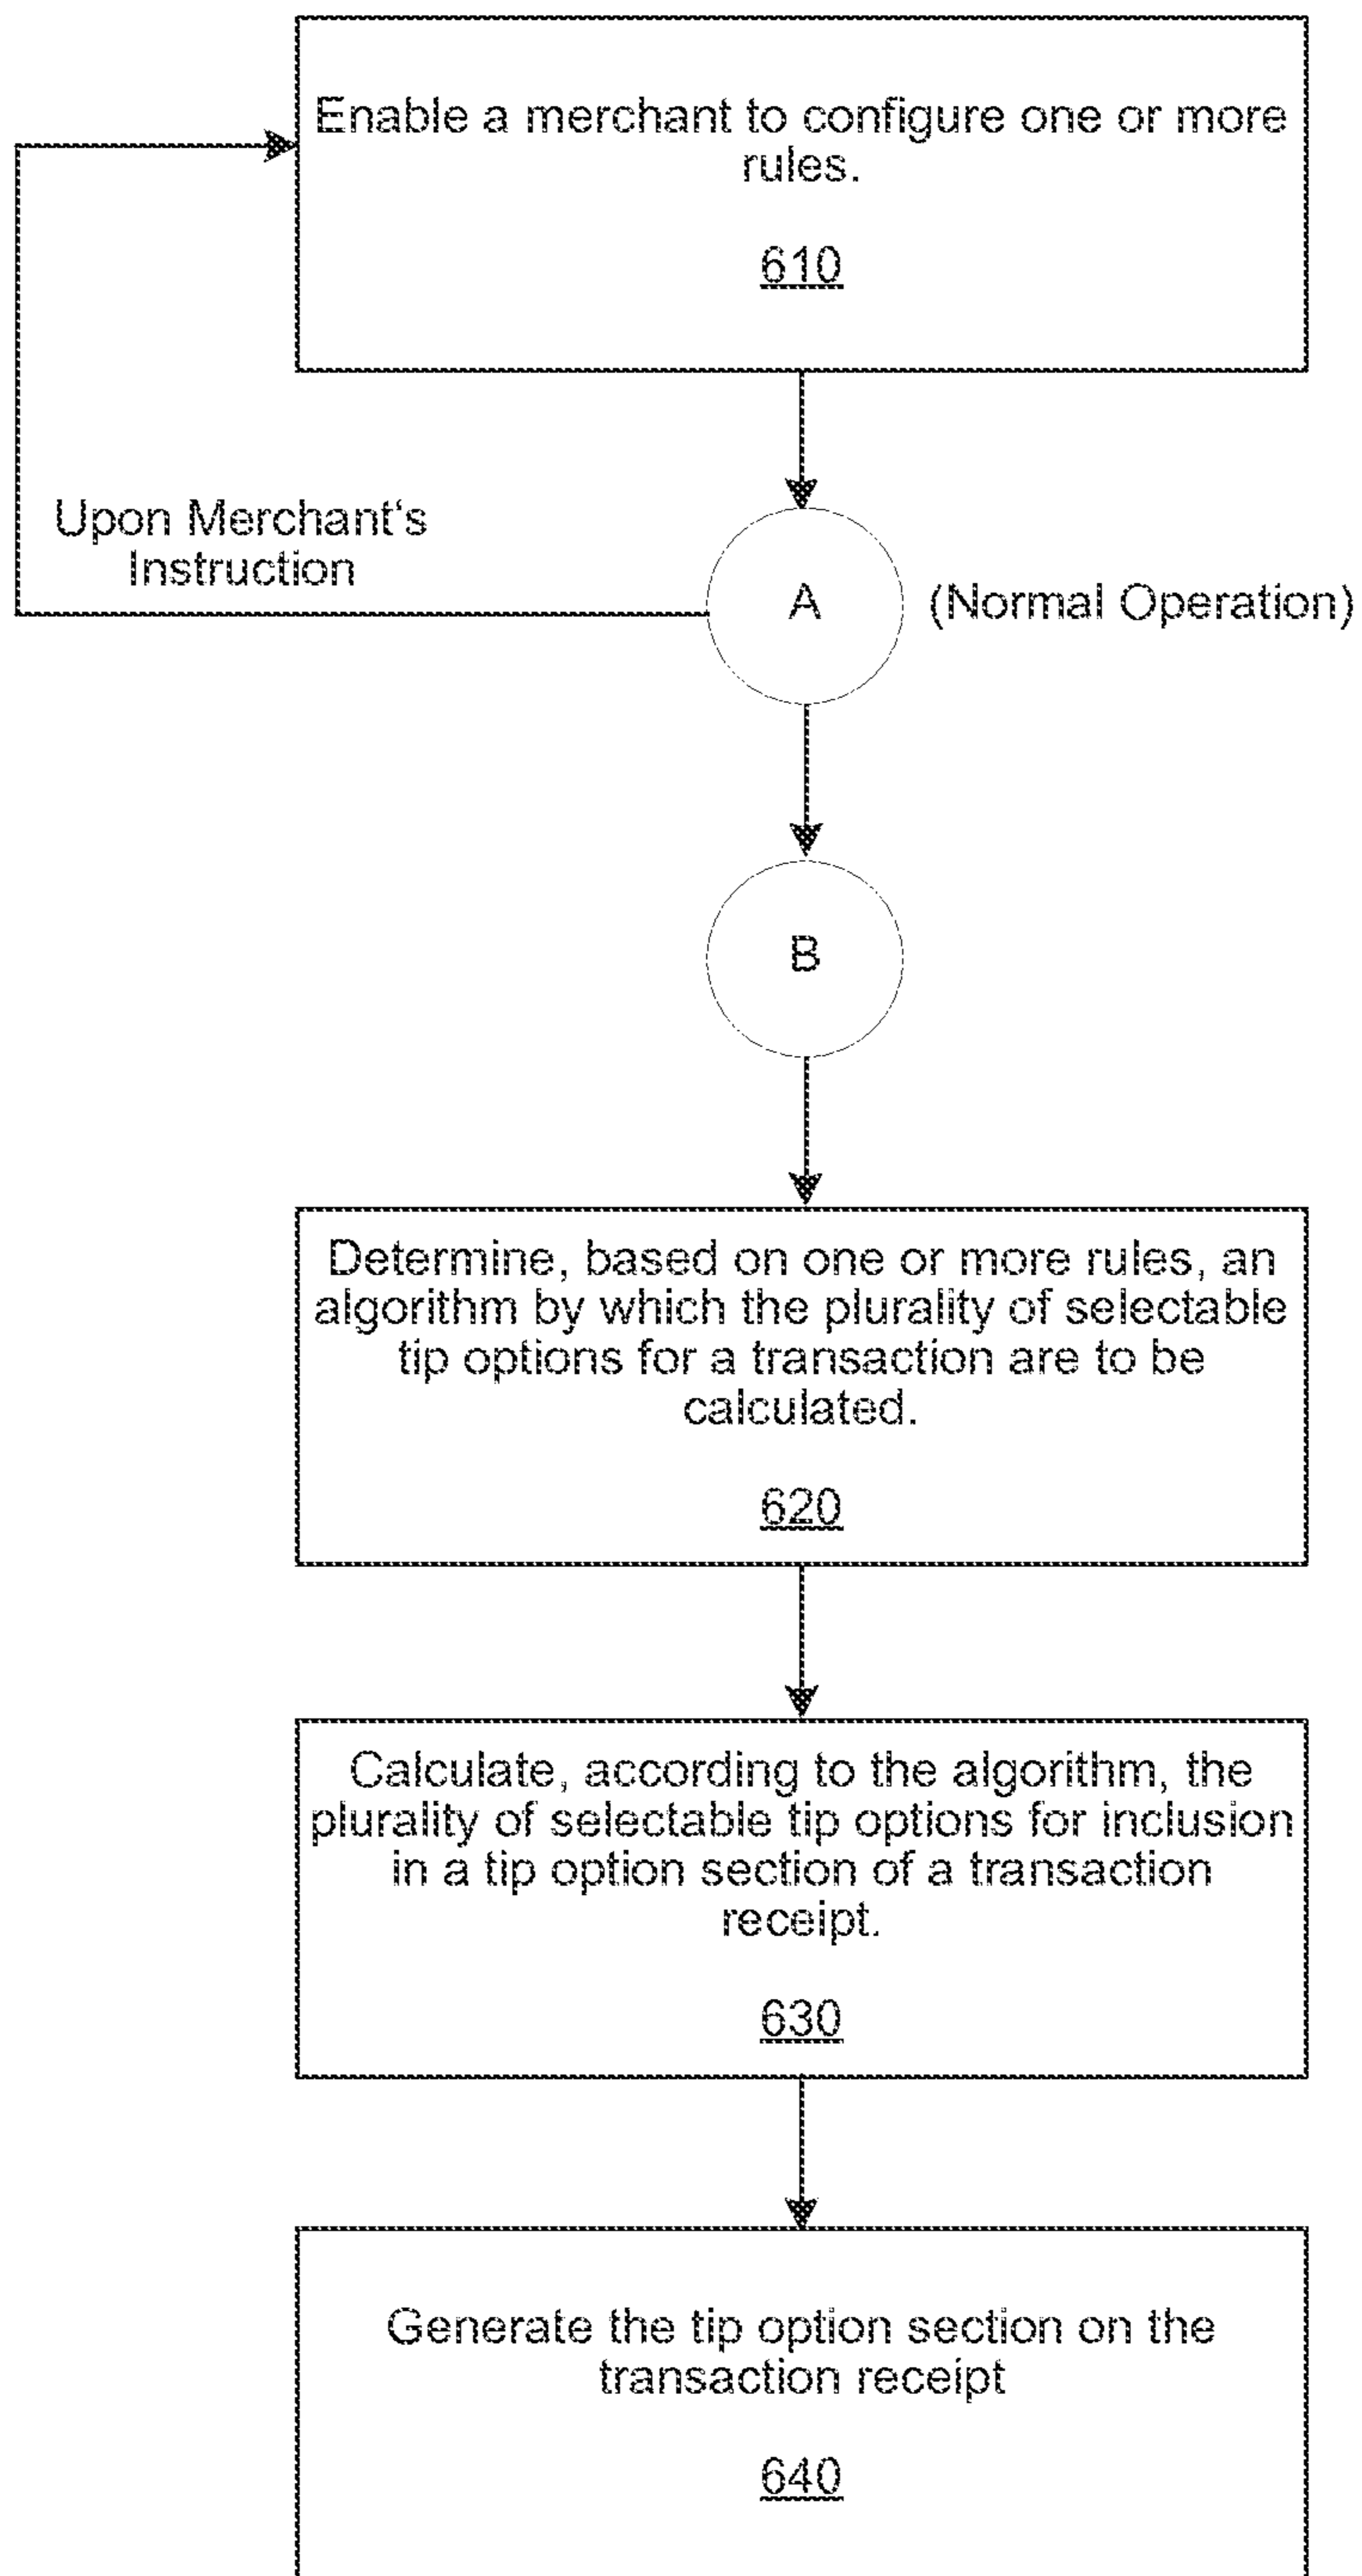 Enable a merchant to configure one or more
rules.
610
Upon Merchant‘s
Instruction
A
(Normal Operation)
B
Determine, based on one or more rules, an
algorithm by which the plurality of selectable
tip options for a transaction are to be
calculated.
620
Calculate, according to the algorithm, the
plurality of selectable tip options for inclusion
in a tip option section of a transaction
receipt.
630
Generate the tip option section on the
transaction receipt
640